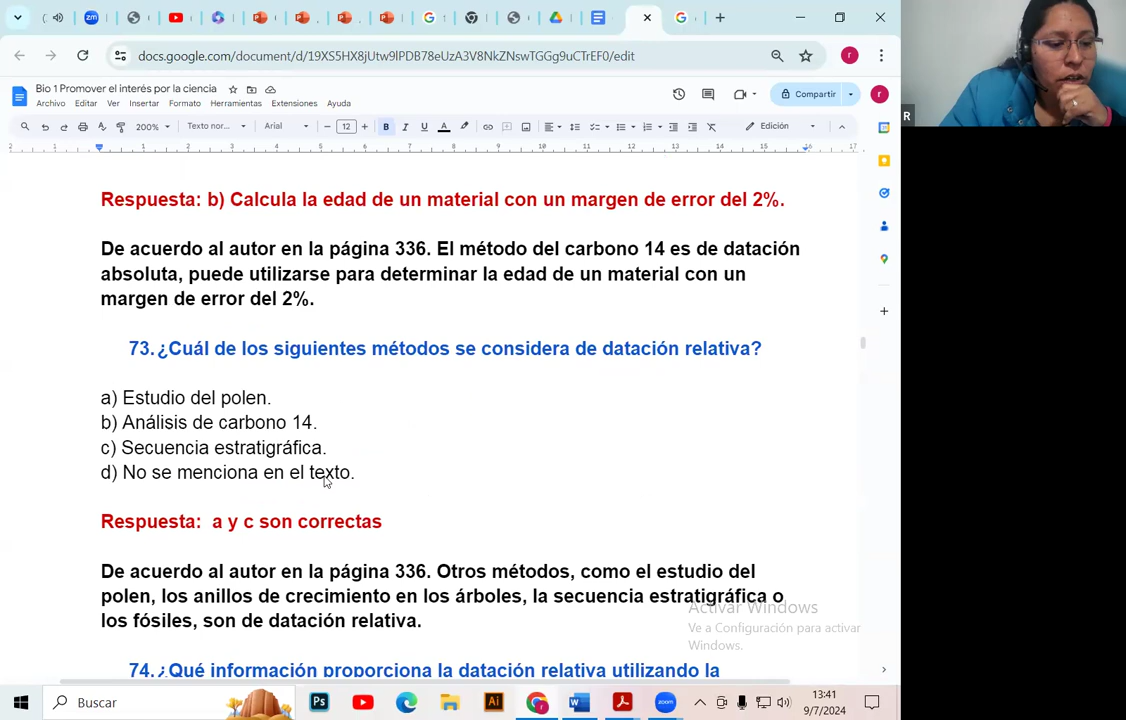 docs.google.com/document/d/19XS5HX8jUtw9lPDB78eUzA3V8NkZNswTGGg9uCTrEF0/edit
Bio 1 Promover el interés por la ciencia
Archivo Editar Ver Insertar Formato Herramientas Extensiones Ayuda
Compartir
200% Texto nor... Arial 12 Edición
R
Respuesta: b) Calcula la edad de un material con un margen de error del 2%.
De acuerdo al autor en la página 336. El método del carbono 14 es de datación
absoluta, puede utilizarse para determinar la edad de un material con un
margen de error del 2%.
73. ¿Cuál de los siguientes métodos se considera de datación relativa?
a) Estudio del polen.
b) Análisis de carbono 14.
c) Secuencia estratigráfica.
d) No se menciona en el texto.
Respuesta: a y c son correctas
De acuerdo al autor en la página 336. Otros métodos, como el estudio del
polen, los anillos de crecimiento en los árboles, la secuencia estratigráfica o
los fósiles, son de datación relativa.
Activar Windows
Ve a Configuración para activar
Windows.
74. ¿Qué información proporciona la datación relativa utilizando la
Buscar
13:41
9/7/2024